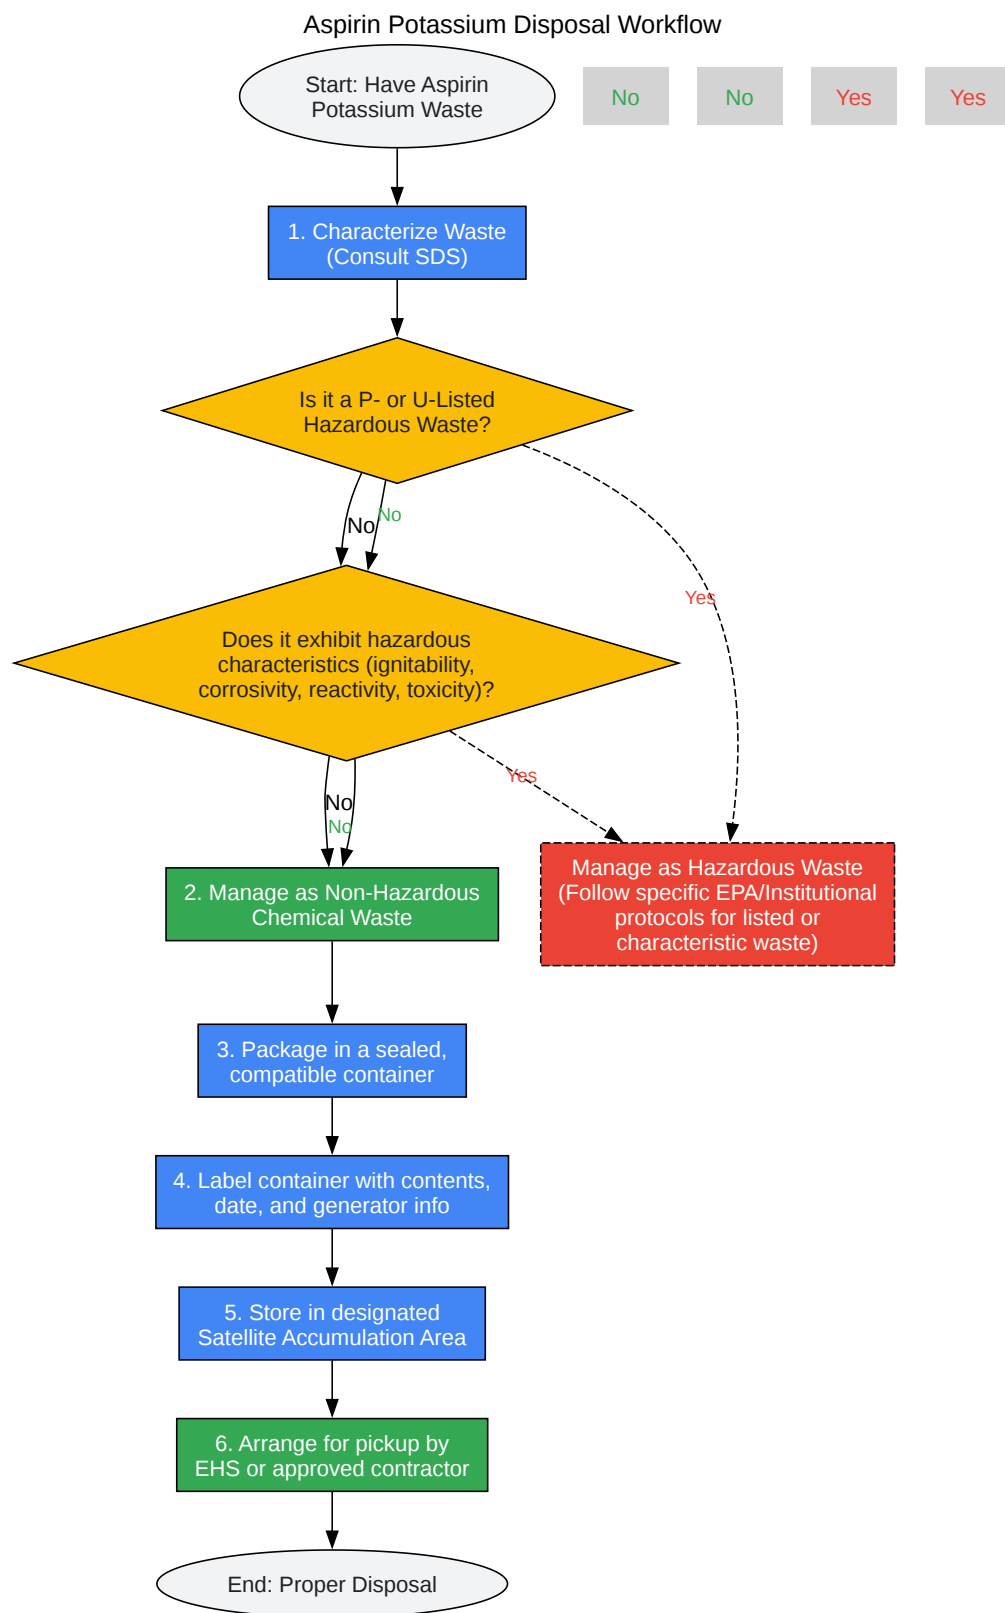 Aspirin Potassium Disposal Workflow
Start: Have Aspirin
Potassium Waste
No
No
Yes
Yes
1. Characterize Waste
(Consult SDS)
Is it a P- or U-Listed
Hazardous Waste?
No
No
Yes
Does it exhibit hazardous
characteristics (ignitability,
corrosivity, reactivity, toxicity)?
Yes
No
No
2. Manage as Non-Hazardous
Chemical Waste
Manage as Hazardous Waste
(Follow specific EPA/Institutional
protocols for listed or
characteristic waste)
3. Package in a sealed,
compatible container
4. Label container with contents,
date, and generator info
5. Store in designated
Satellite Accumulation Area
6. Arrange for pickup by
EHS or approved contractor
End: Proper Disposal